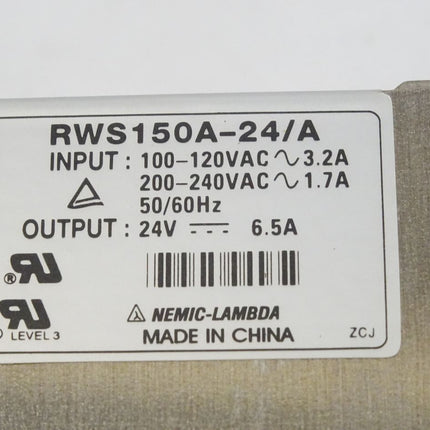 RWS150A-24/A
INPUT : 100-120VAC ∿ 3.2A
200-240VAC ∿ 1.7A
50/60Hz
OUTPUT : 24V ⎓ 6.5A
®
NEMIC-LAMBDA
LEVEL 3
MADE IN CHINA
ZCJ